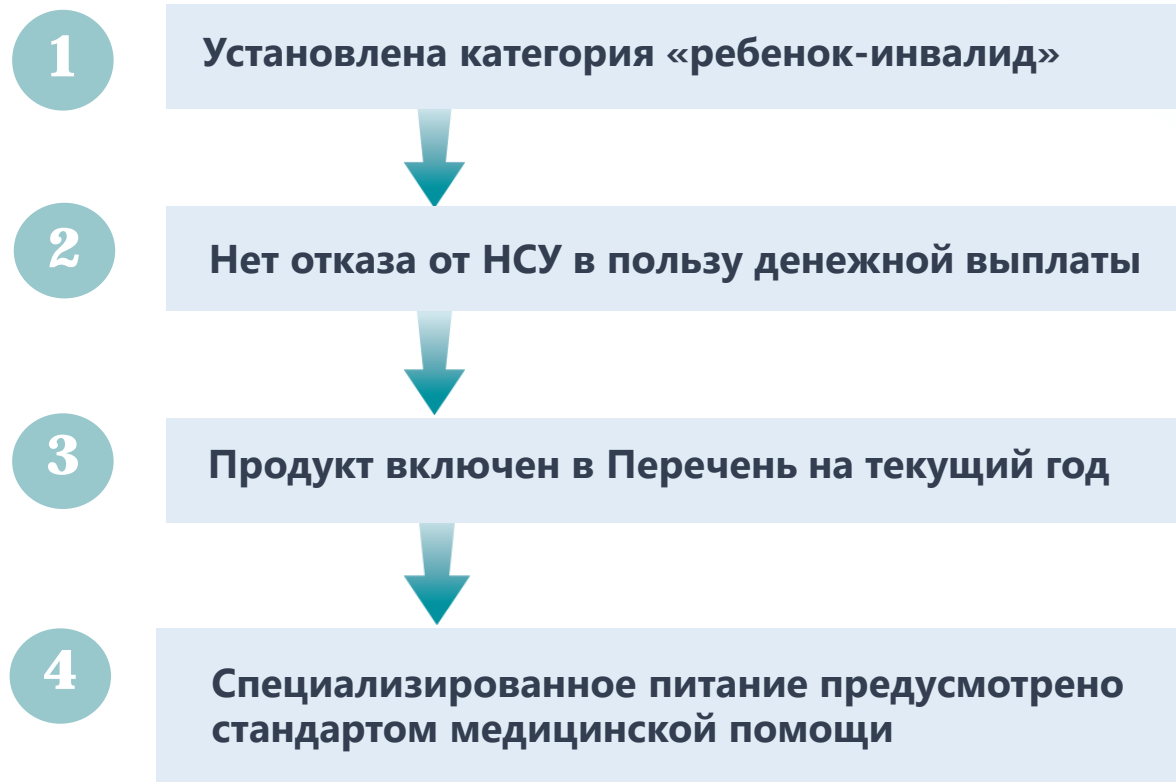 1
Установлена категория «ребенок-инвалид»
2
Нет отказа от НСУ в пользу денежной выплаты
3
Продукт включен в Перечень на текущий год
4
Специализированное питание предусмотрено
стандартом медицинской помощи